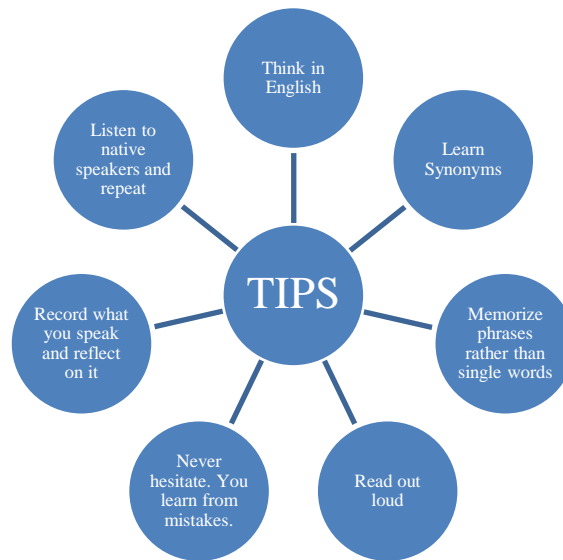 Think in
English
Learn
Synonyms
Memorize
phrases
rather than
single words
Read out
loud
Never
hesitate. You
learn from
mistakes.
Record what
you speak
and reflect
on it
Listen to
native
speakers and
repeat
TIPS